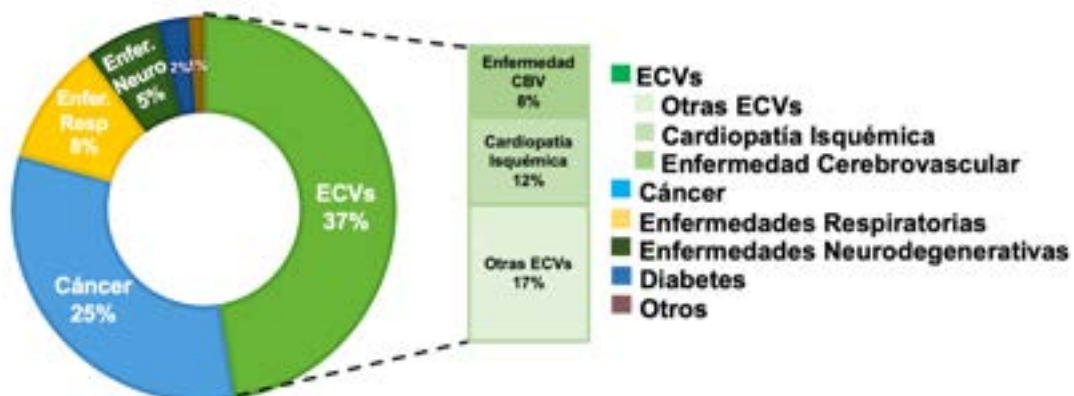 Enfer.
Neuro
5%
2%
1%
Enfer.
Resp
8%
ECVs
37%
Cáncer
25%
Enfermedad
CBV
8%
Cardiopatía
Isquémica
12%
Otras ECVs
17%
ECVs
Otras ECVs
Cardiopatía Isquémica
Enfermedad Cerebrovascular
Cáncer
Enfermedades Respiratorias
Enfermedades Neurodegenerativas
Diabetes
Otros